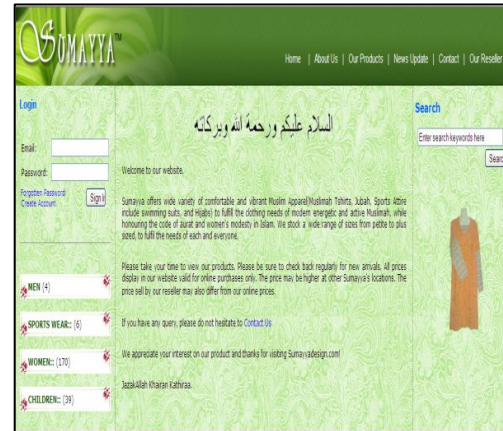 SUMAYYA™
Home | About Us | Our Products | News Update | Contact | Our Reseller
Login
Email:
Password:
Forgotten Password
Create Account
Sign In
MEN (4)
SPORTS WEAR:: (6)
WOMEN:: (170)
CHILDREN:: (39)
السلام عليكم ورحمة الله وبركاته
Welcome to our website.
Sumayya offers wide variety of comfortable and vibrant Muslim Apparel(Muslimah Tshirts, Jubah, Sports Attire
include swimming suits, and Hijabs) to fulfill the clothing needs of modern energetic and active Muslimah, while
honouring the code of aurat and women's modesty in Islam. We stock a wide range of sizes from petite to plus
sized, to fulfil the needs of each and everyone.
Please take your time to view our products. Please be sure to check back regularly for new arrivals. All prices
display in our website valid for online purchases only. The price may be higher at other Sumayya's locations. The
price sell by our reseller may also differ from our online prices.
If you have any query, please do not hesitate to Contact Us
We appreciate your interest on our product and thanks for visiting Sumayyadesign.com!
JazakAllah Khairan Kathiraa.
Search
Enter search keywords here
Searc